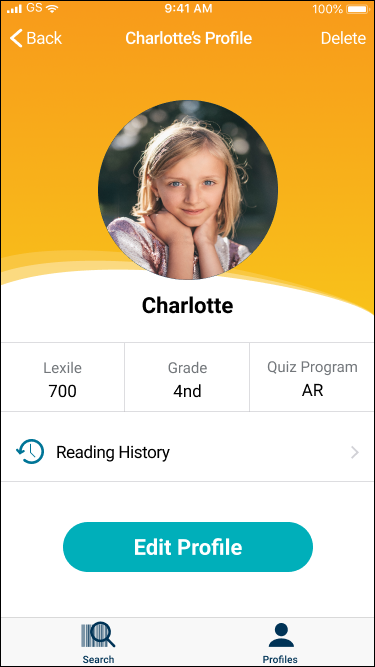 GS 9:41 AM 100%
Back Charlotte's Profile Delete
Charlotte
Lexile Grade Quiz Program
700 4nd AR
Reading History
Edit Profile
Search Profiles